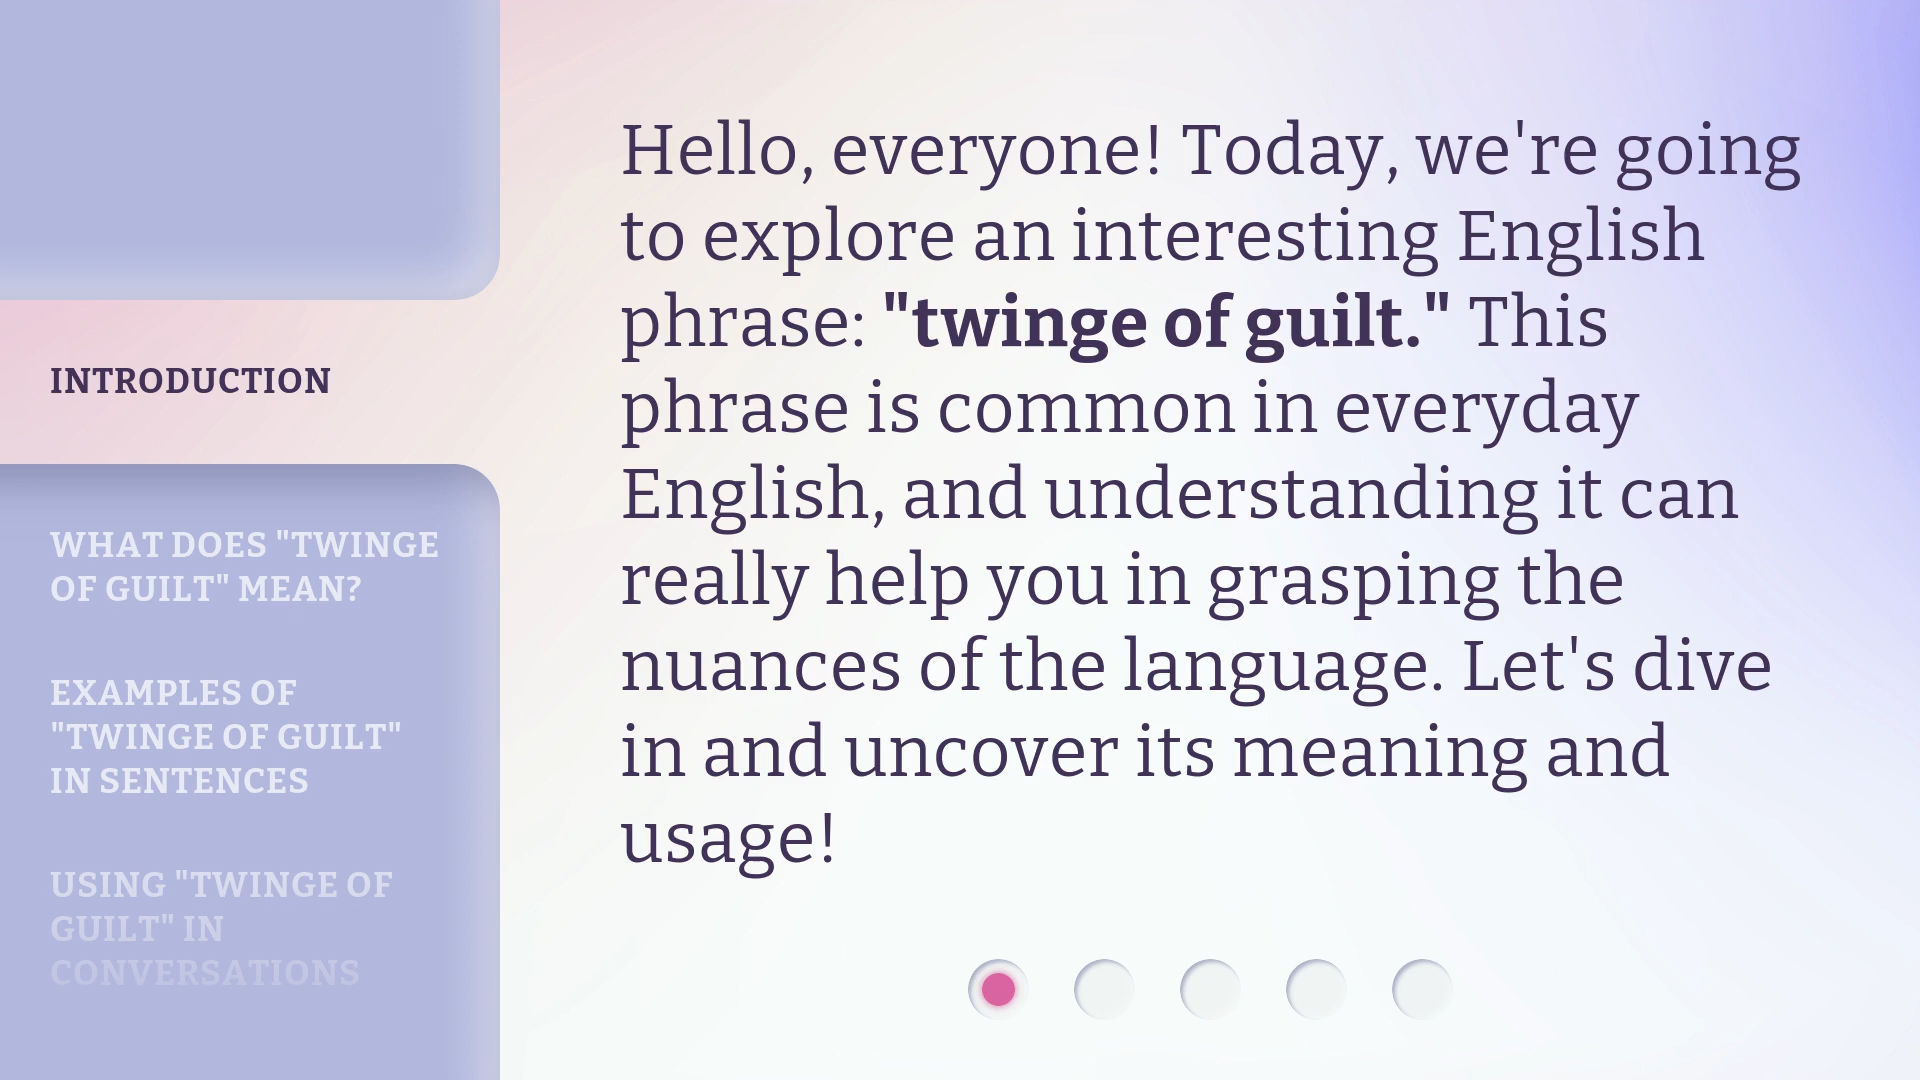 INTRODUCTION
WHAT DOES "TWINGE
OF GUILT" MEAN?
EXAMPLES OF
"TWINGE OF GUILT"
IN SENTENCES
USING "TWINGE OF
GUILT" IN
CONVERSATIONS
Hello, everyone! Today, we're going
to explore an interesting English
phrase: "twinge of guilt." This
phrase is common in everyday
English, and understanding it can
really help you in grasping the
nuances of the language. Let's dive
in and uncover its meaning and
usage!